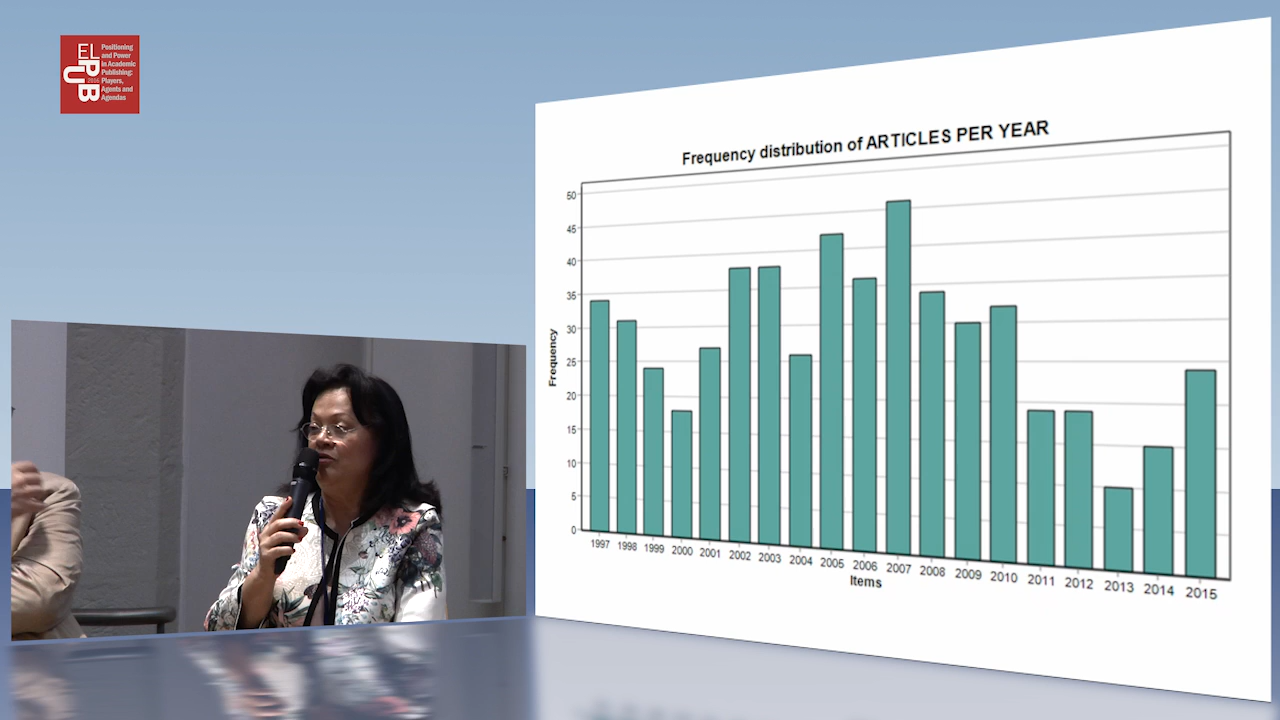 EL
PUB
2016
Positioning
and Power
in Academic
Publishing:
Players,
Agents and
Agendas
Frequency distribution of ARTICLES PER YEAR
50
45
40
35
30
25
20
15
10
5
0
Frequency
1997 1998 1999 2000 2001 2002 2003 2004 2005 2006 2007 2008 2009 2010 2011 2012 2013 2014 2015
Items